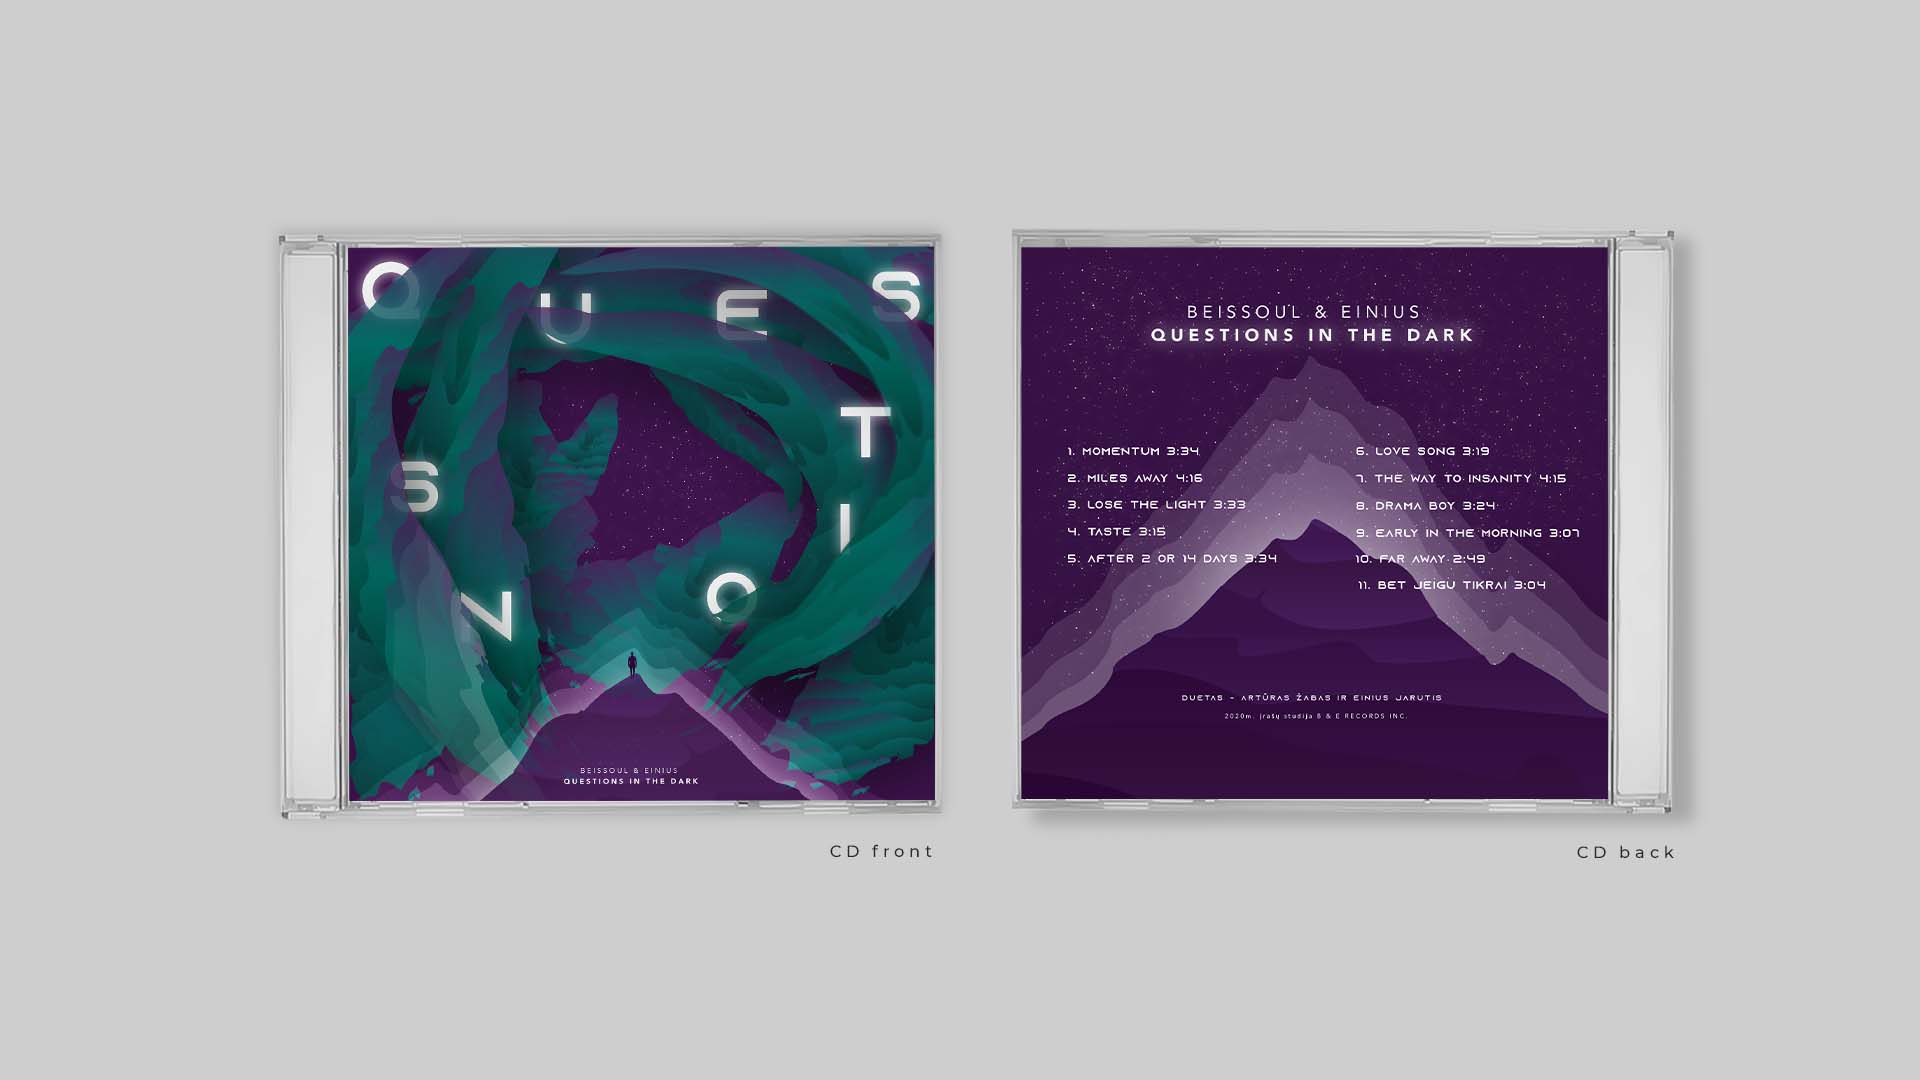 Q U E S
T
S
I
O
N
BEISSOUL & EINIUS
QUESTIONS IN THE DARK
CD front
BEISSOUL & EINIUS
QUESTIONS IN THE DARK
1. MOMENTUM 3:34
2. MILES AWAY 4:16
3. LOSE THE LIGHT 3:33
4. TASTE 3:15
5. AFTER 2 OR 14 DAYS 3:34
6. LOVE SONG 3:19
7. THE WAY TO INSANITY 4:15
8. DRAMA BOY 3:24
9. EARLY IN THE MORNING 3:07
10. FAR AWAY 2:49
11. BET JEIGU TIKRAI 3:04
DUETAS - ARTŪRAS ŽABAS IR EINIUS JARUTIS
2020m. įrašų studija B & E RECORDS INC.
CD back